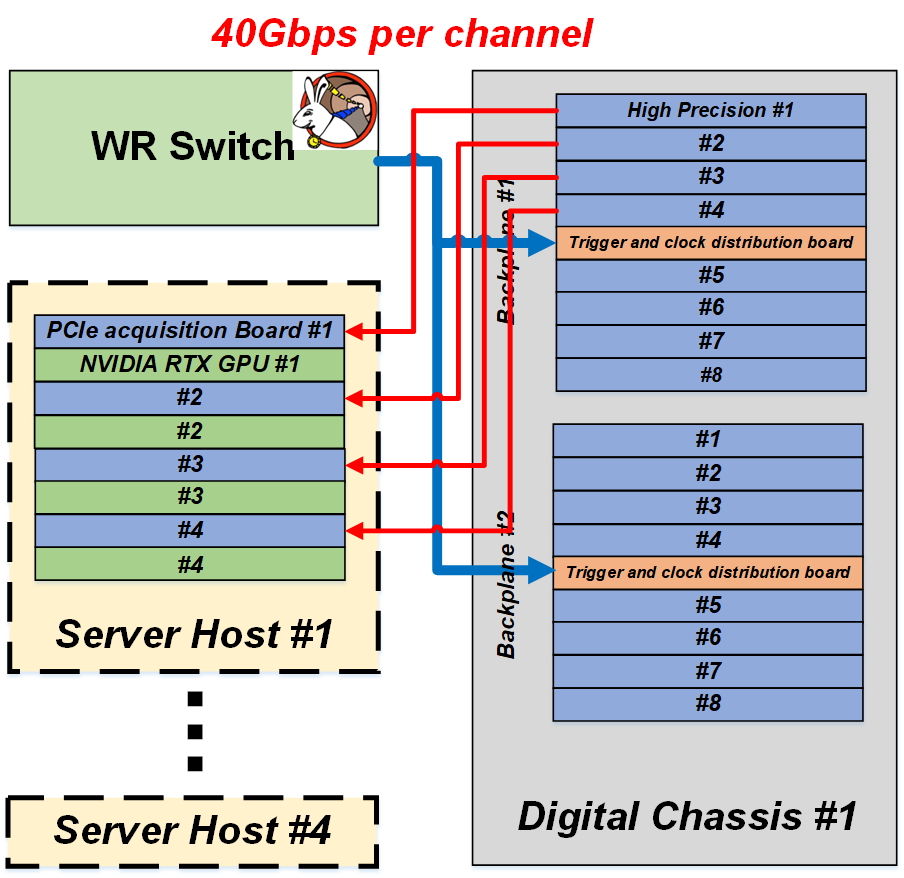 40Gbps per channel
WR Switch
PCIe acquisition Board #1
NVIDIA RTX GPU #1
#2
#2
#3
#3
#4
#4
Server Host #1
Server Host #4
Backplane #1
High Precision #1
#2
#3
#4
Trigger and clock distribution board
#5
#6
#7
#8
Backplane #2
#1
#2
#3
#4
Trigger and clock distribution board
#5
#6
#7
#8
Digital Chassis #1